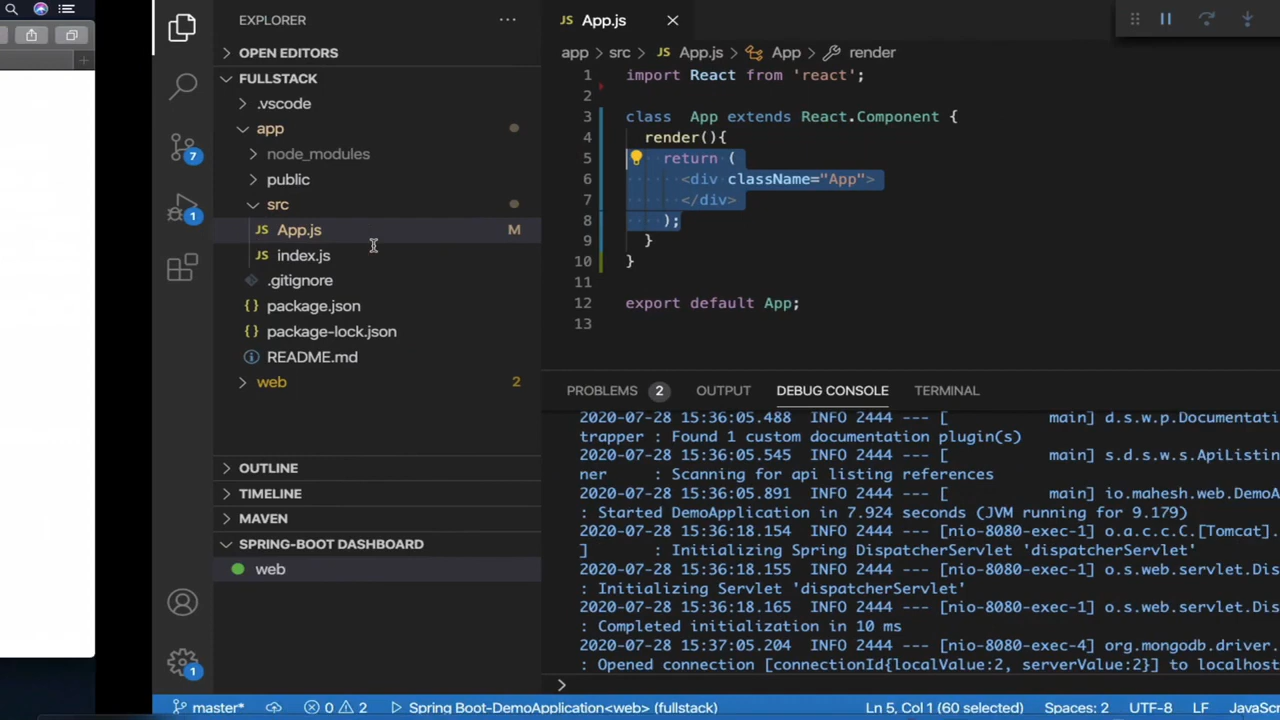 EXPLORER
OPEN EDITORS
FULLSTACK
.vscode
app
node_modules
public
src
JS App.js M
JS index.js
.gitignore
{} package.json
{} package-lock.json
README.md
web 2
OUTLINE
TIMELINE
MAVEN
SPRING-BOOT DASHBOARD
web
7
1
1
JS App.js
app > src > JS App.js > App > render
1 import React from 'react';
2
3 class App extends React.Component {
4 render(){
5 return (
6 <div className="App">
7 </div>
8 );
9 }
10 }
11
12 export default App;
13
PROBLEMS 2 OUTPUT DEBUG CONSOLE TERMINAL
2020-07-28 15:36:05.488 INFO 2444 --- [ main] d.s.w.p.Documentati
trapper : Found 1 custom documentation plugin(s)
2020-07-28 15:36:05.545 INFO 2444 --- [ main] s.d.s.w.s.ApiListin
ner : Scanning for api listing references
2020-07-28 15:36:05.891 INFO 2444 --- [ main] io.mahesh.web.DemoA
: Started DemoApplication in 7.924 seconds (JVM running for 9.179)
2020-07-28 15:36:18.154 INFO 2444 --- [nio-8080-exec-1] o.a.c.c.C.[Tomcat].
] : Initializing Spring DispatcherServlet 'dispatcherServlet'
2020-07-28 15:36:18.155 INFO 2444 --- [nio-8080-exec-1] o.s.web.servlet.Dis
: Initializing Servlet 'dispatcherServlet'
2020-07-28 15:36:18.165 INFO 2444 --- [nio-8080-exec-1] o.s.web.servlet.Dis
: Completed initialization in 10 ms
2020-07-28 15:37:05.204 INFO 2444 --- [nio-8080-exec-4] org.mongodb.driver.
: Opened connection [connectionId{localValue:2, serverValue:2}] to localhost
>
master* 0 2 Spring Boot-DemoApplication<web> (fullstack) Ln 5, Col 1 (60 selected) Spaces: 2 UTF-8 LF JavaScr